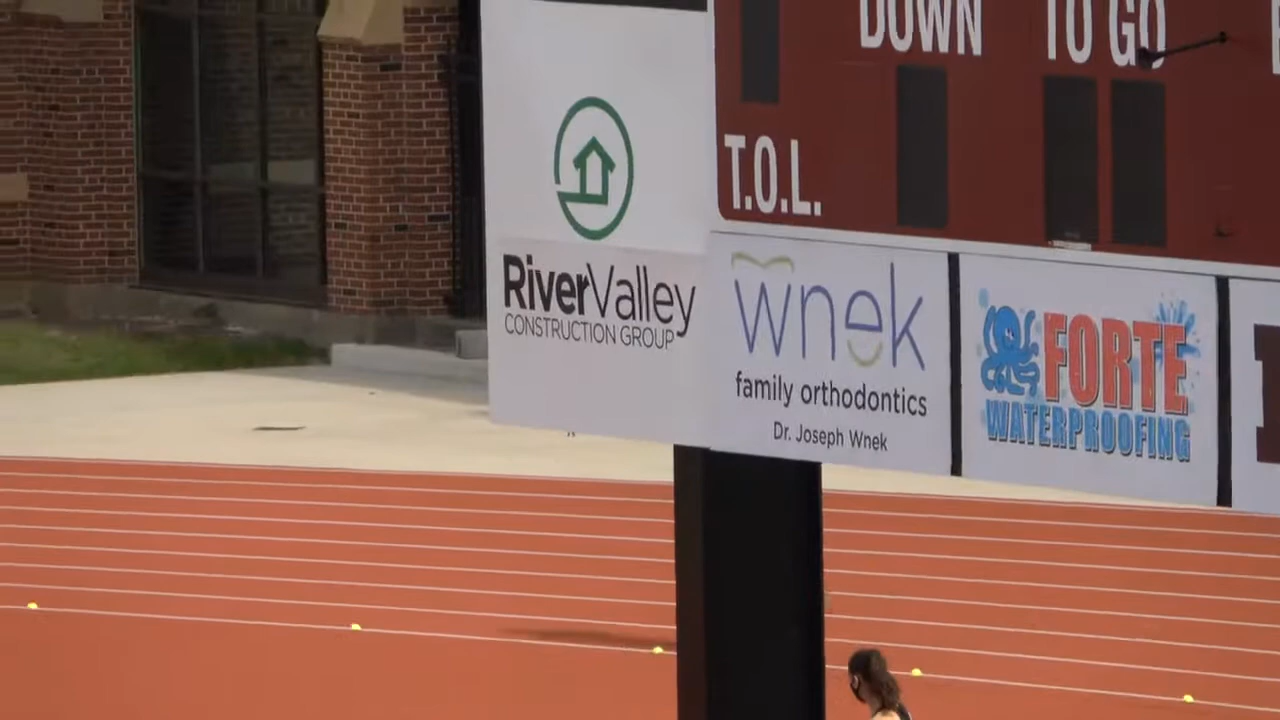 DOWN
TO GO
T.O.L.
RiverValley
CONSTRUCTION GROUP
wnek
family orthodontics
Dr. Joseph Wnek
FORTE
WATERPROOFING